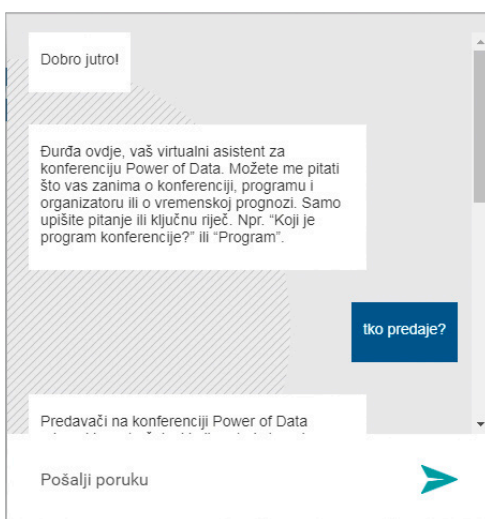 Dobro jutro!
Đurđa ovdje, vaš virtualni asistent za
konferenciju Power of Data. Možete me pitati
što vas zanima o konferenciji, programu i
organizatoru ili o vremenskoj prognozi. Samo
upišite pitanje ili ključnu riječ. Npr. “Koji je
program konferencije?” ili “Program”.
tko predaje?
Predavači na konferenciji Power of Data
Pošalji poruku